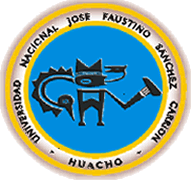 UNIVERSIDAD NACIONAL JOSE FAUSTINO SANCHEZ CARRION
- HUACHO -